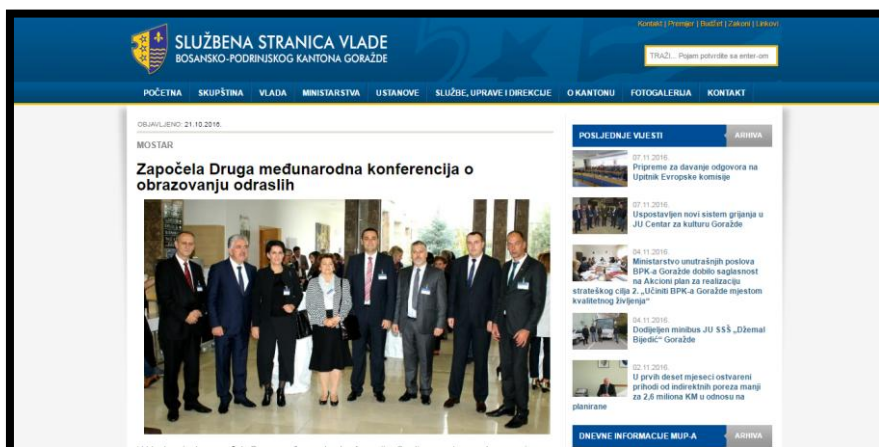 Kontakt | Premijer | Budžet | Zakoni | Linkovi
SLUŽBENA STRANICA VLADE
BOSANSKO-PODRINJSKOG KANTONA GORAŽDE
TRAŽI... Pojam potvrdite sa enter-om
POČETNA SKUPŠTINA VLADA MINISTARSTVA USTANOVE SLUŽBE, UPRAVE I DIREKCIJE O KANTONU FOTOGALERIJA KONTAKT
OBJAVLJENO: 21.10.2016.
MOSTAR
Započela Druga međunarodna konferencija o
obrazovanju odraslih
POSLJEDNJE VIJESTI ARHIVA
07.11.2016.
Pripreme za davanje odgovora na
Upitnik Evropske komisije
07.11.2016.
Uspostavljen novi sistem grijanja u
JU Centar za kulturu Goražde
04.11.2016.
Ministarstvo unutrašnjih poslova
BPK-a Goražde dobilo saglasnost
na Akcioni plan za realizaciju
strateškog cilja 2. „Učiniti BPK-a Goražde mjestom
kvalitetnog življenja“
04.11.2016.
Dodijeljen minibus JU SSŠ „Džemal
Bijedić“ Goražde
02.11.2016.
U prvih deset mjeseci ostvareni
prihodi od indirektnih poreza manji
za 2,6 miliona KM u odnosu na
planirane
DNEVNE INFORMACIJE MUP-A ARHIVA